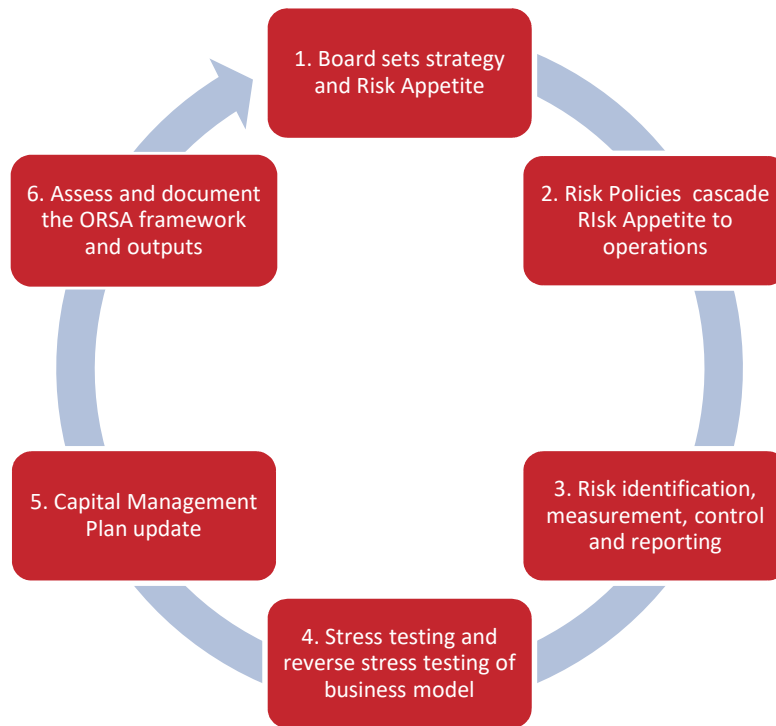 1. Board sets strategy
and Risk Appetite
2. Risk Policies  cascade
RIsk Appetite to
operations
3. Risk identification,
measurement, control
and reporting
4. Stress testing and
reverse stress testing of
business model
5. Capital Management
Plan update
6. Assess and document
the ORSA framework
and outputs